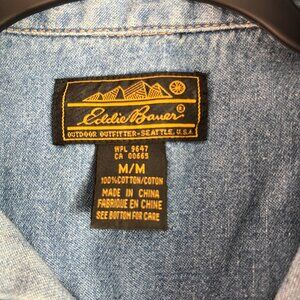 Eddie Bauer®
OUTDOOR OUTFITTER-SEATTLE, U.S.A.
WPL 9647
CA 00665
M/M
100%COTTON/COTON
MADE IN CHINA
FABRIQUE EN CHINE
SEE BOTTOM FOR CARE